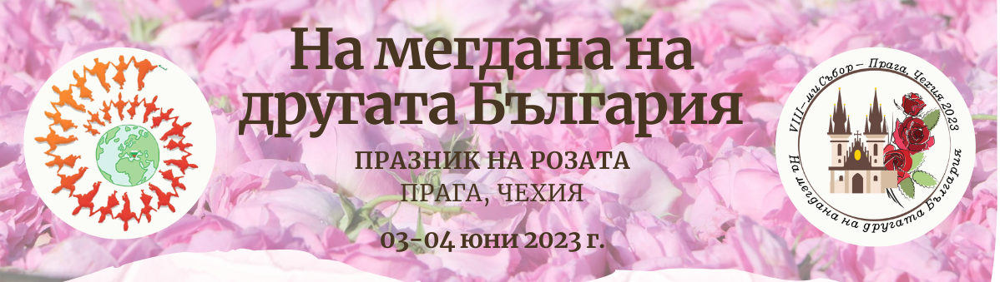 На мегдана на
другата България
ПРАЗНИК НА РОЗАТА
ПРАГА, ЧЕХИЯ
03-04 юни 2023 г.
VIII-ми Събор - Прага, Чехия 2023
На мегдана на другата България